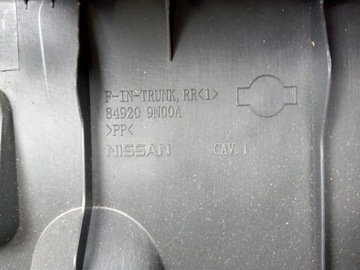 F-IN-TRUNK, RR<1>
84920 9N00A
>PP<
NISSAN CAV. 1